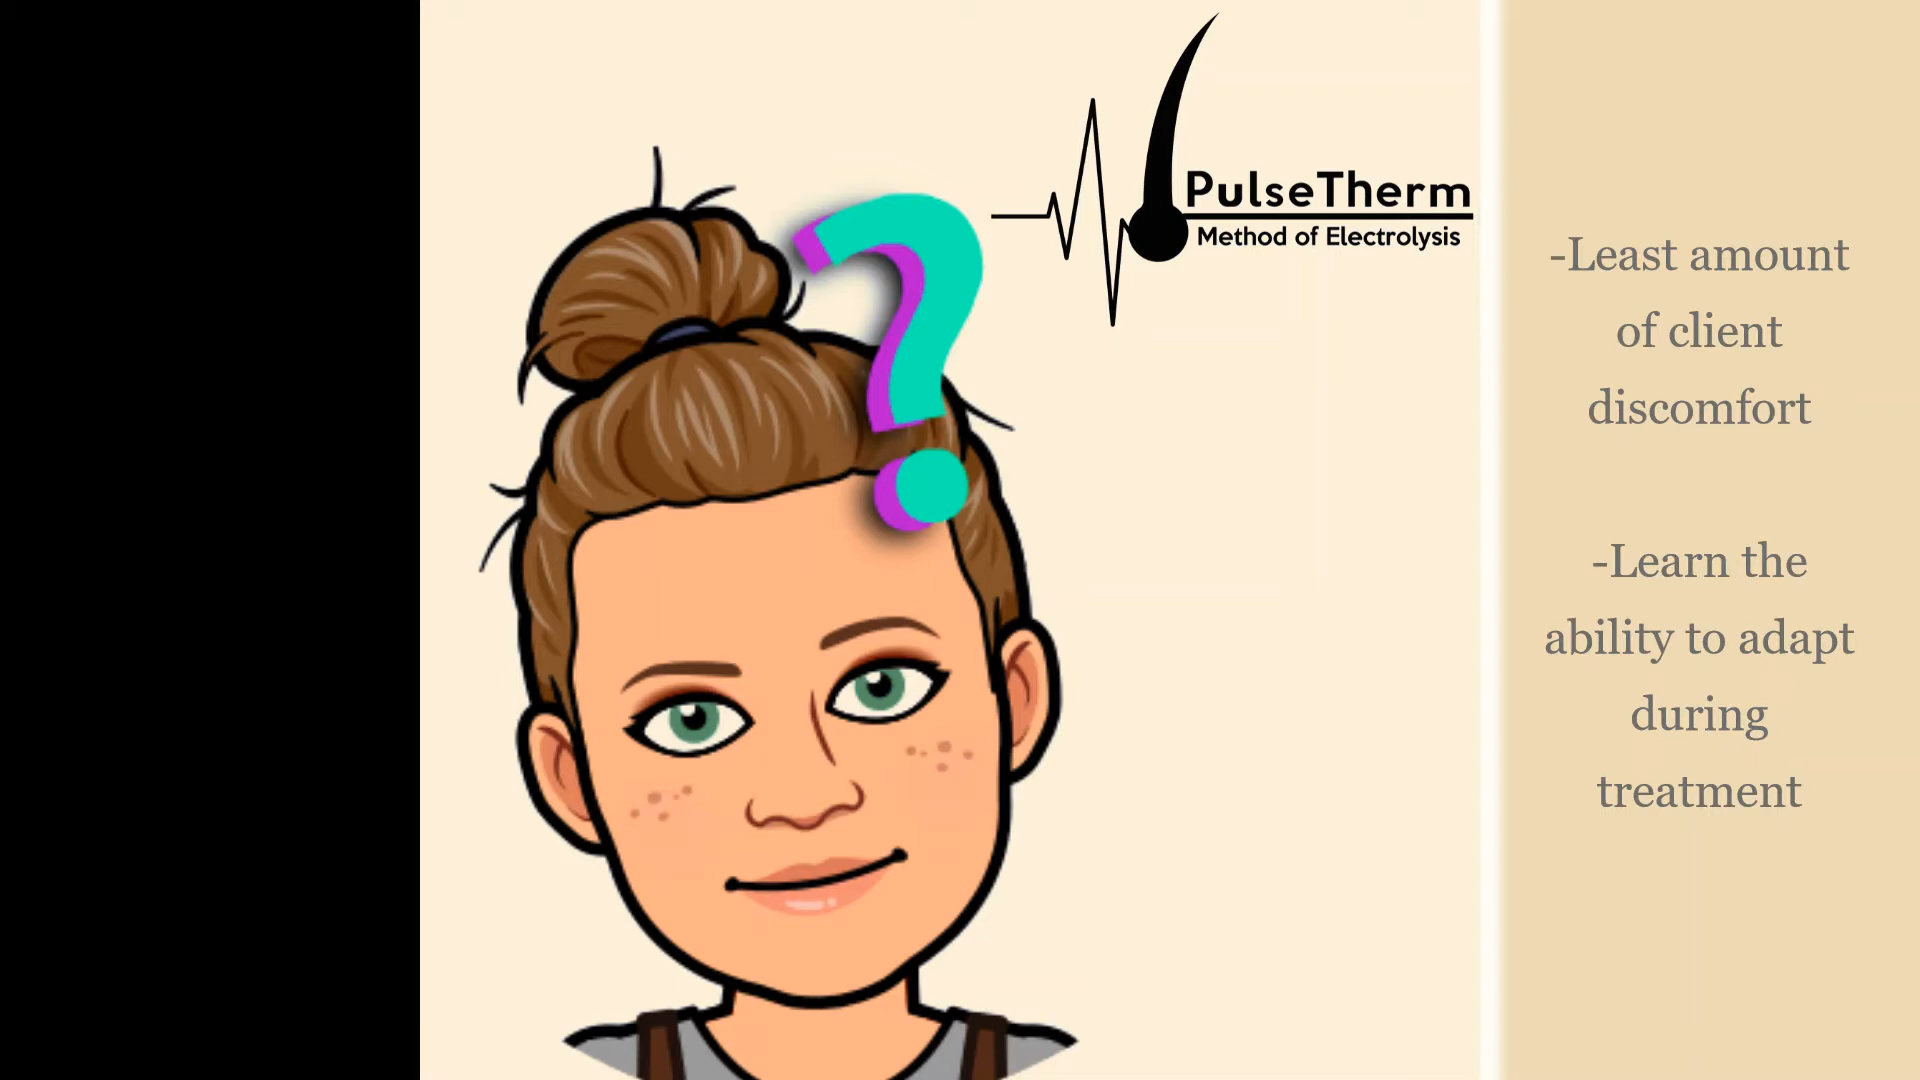 ?
PulseTherm
Method of Electrolysis
-Least amount
of client
discomfort
-Learn the
ability to adapt
during
treatment